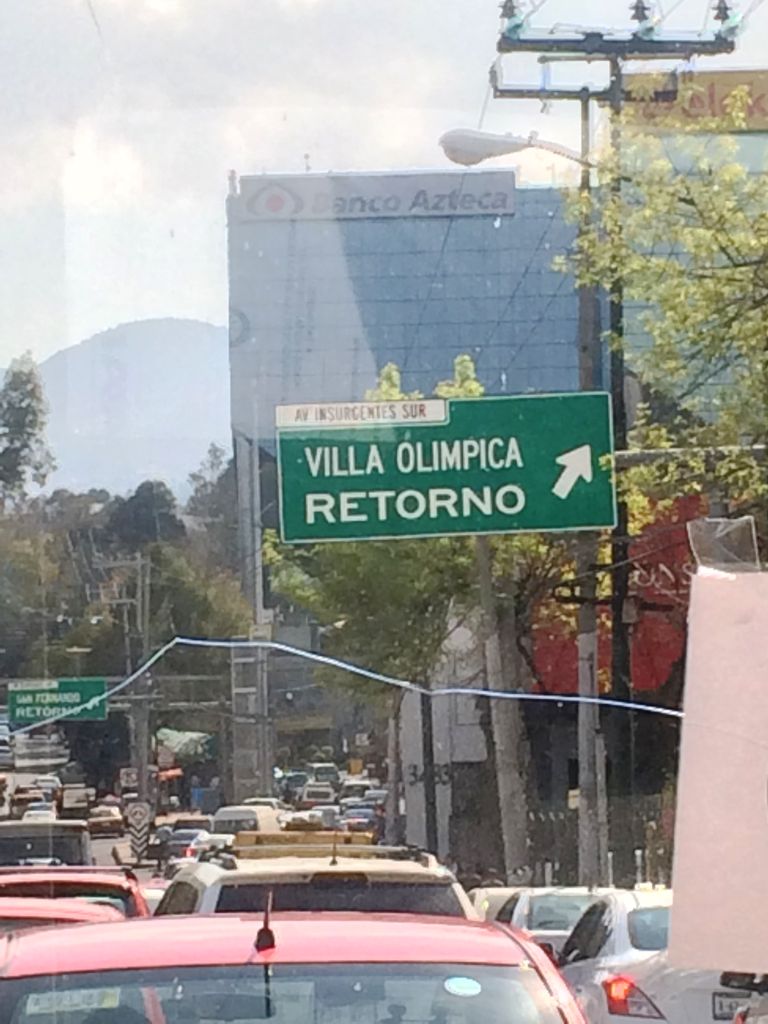 Banco Azteca
AV INSURGENTES SUR
VILLA OLIMPICA
RETORNO
SAN FERNANDO
RETORNO